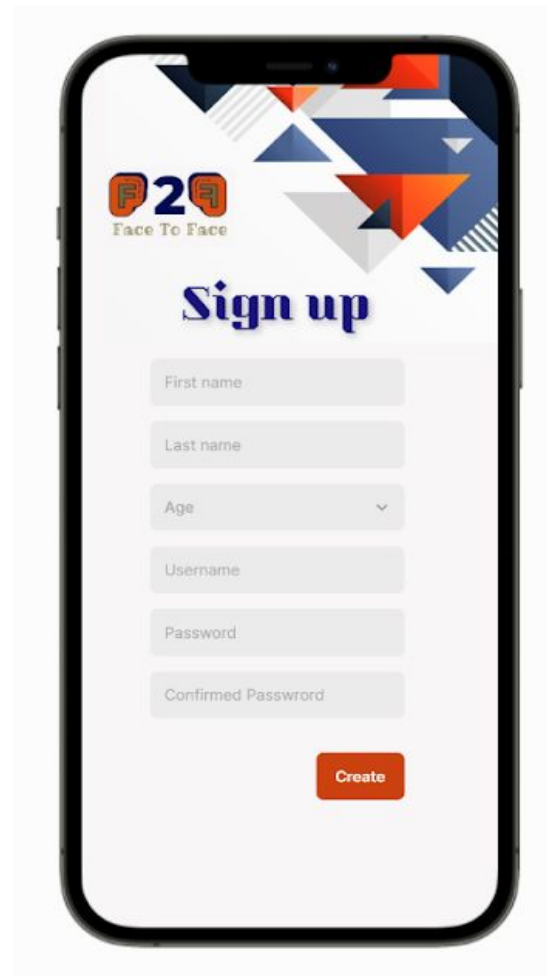 F2F
Face To Face
Sign up
First name
Last name
Age
Username
Password
Confirmed Passwrord
Create